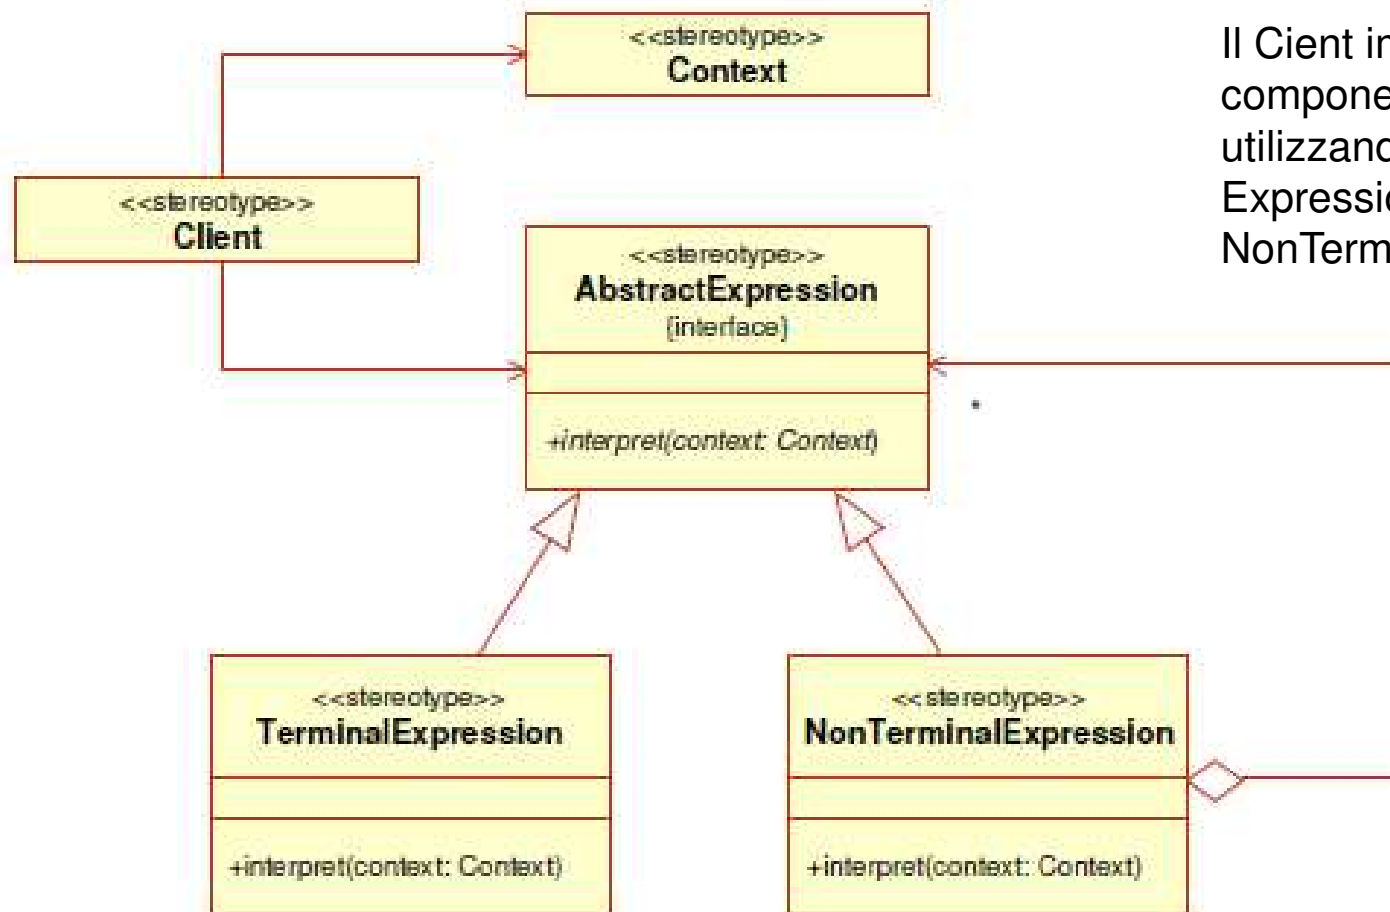 <<stereotype>>
Context
Il Cient in
compone
utilizzand
Expressi
NonTerm
<<stereotype>>
Client
<<stereotype>>
AbstractExpression
{interface}
*
+interpret(context: Context)
<<stereotype>>
TerminalExpression
+interpret(context: Context)
<<stereotype>>
NonTerminalExpression
+interpret(context: Context)